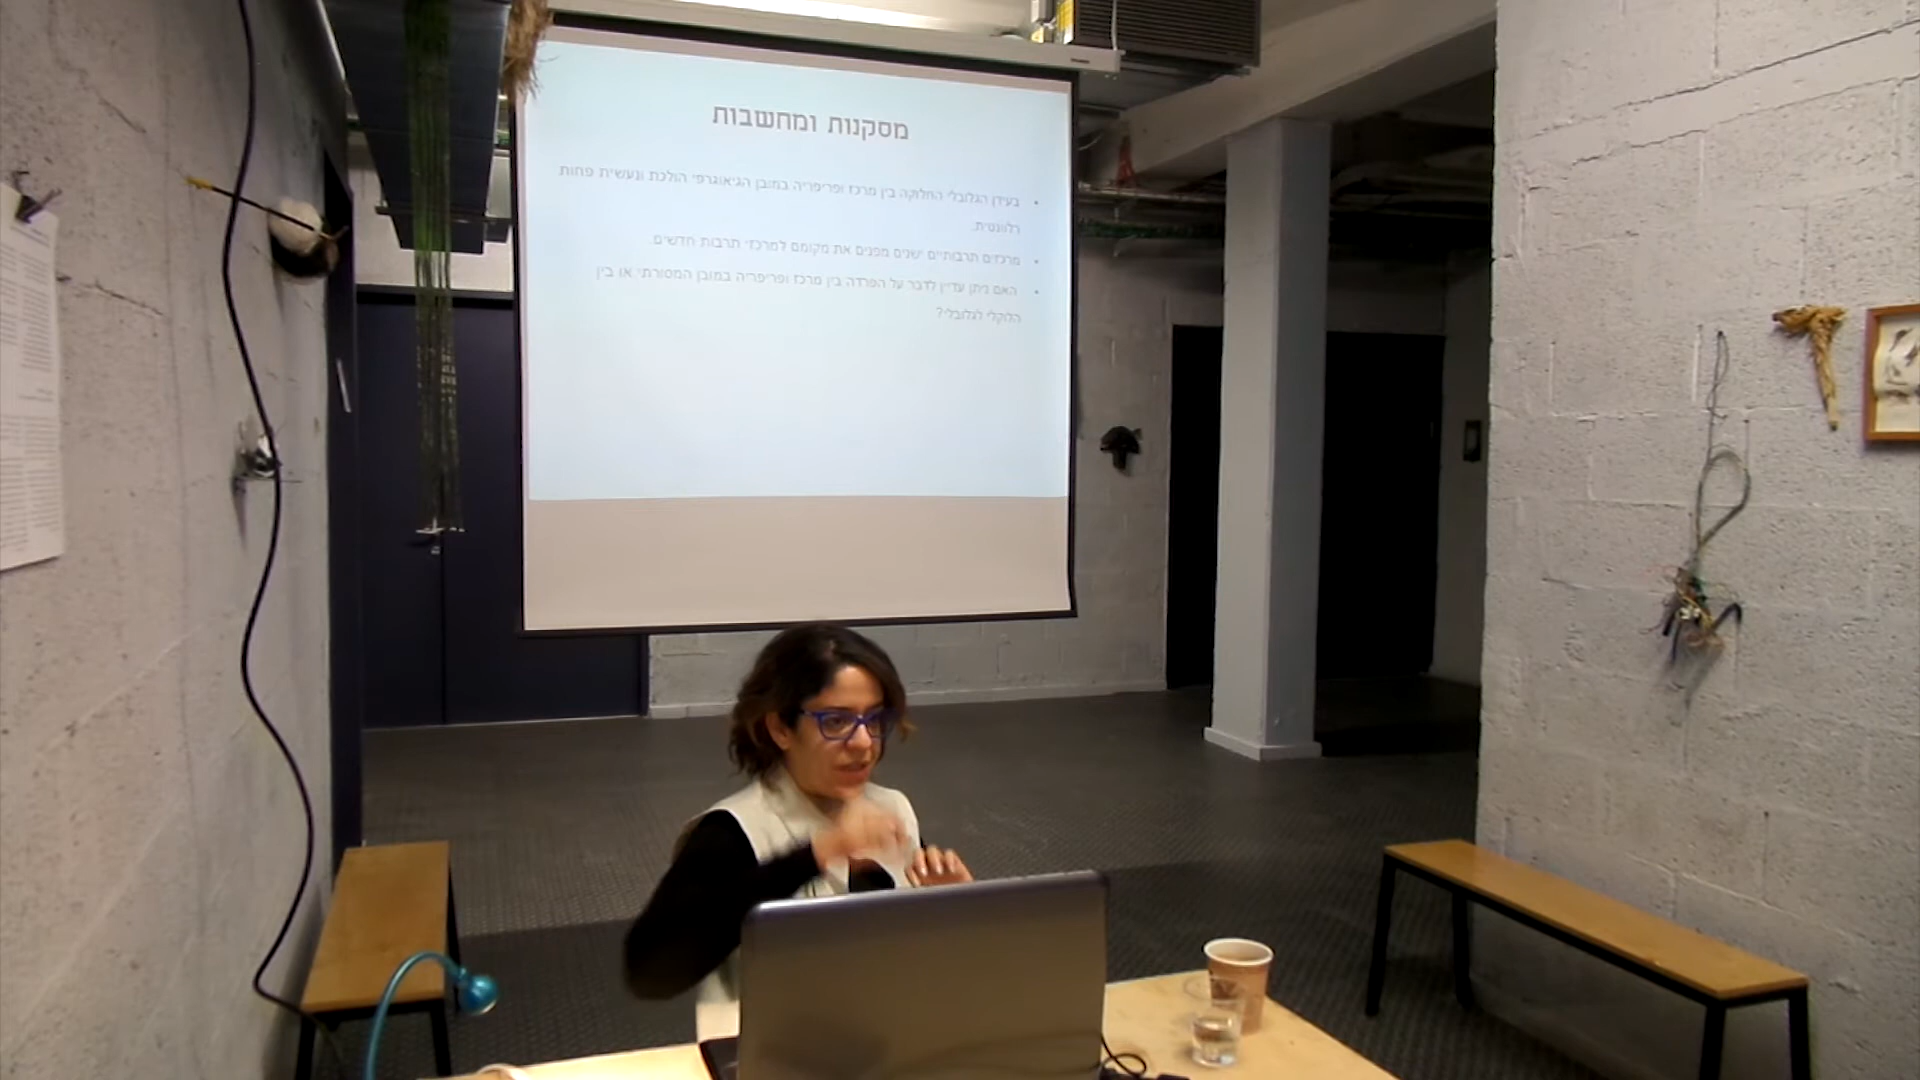 מסקנות ומחשבות
• בעידן הגלובלי החלוקה בין מרכז ופריפריה במובן הגיאוגרפי הולכת ונעשית פחות
רלוונטית.
• מרכזים תרבותיים ישנים מפנים את מקומם למרכזי תרבות חדשים.
• האם ניתן עדיין לדבר על הפרדה בין מרכז ופריפריה במובן המסורתי או בין
הלוקלי לגלובלי?